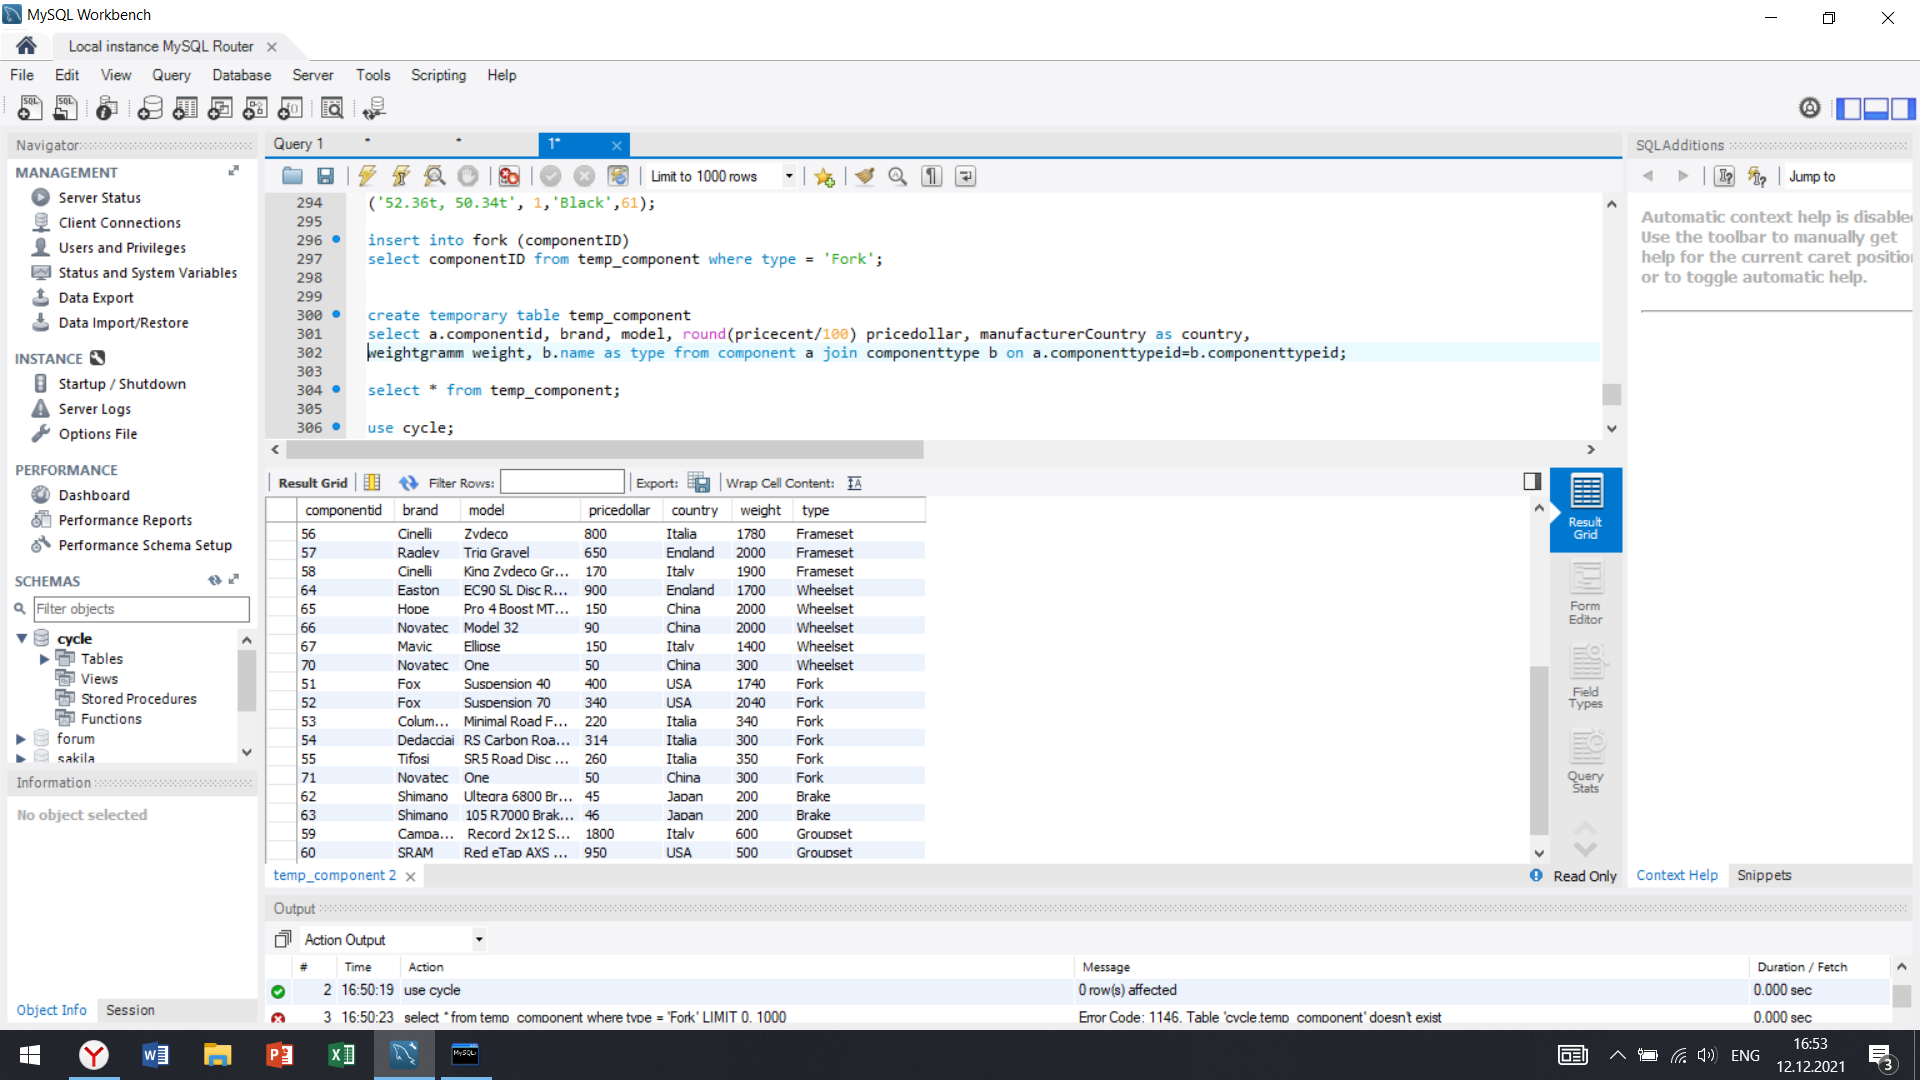 MySQL Workbench
Local instance MySQL Router
File Edit View Query Database Server Tools Scripting Help
Navigator
MANAGEMENT
Server Status
Client Connections
Users and Privileges
Status and System Variables
Data Export
Data Import/Restore
INSTANCE
Startup / Shutdown
Server Logs
Options File
PERFORMANCE
Dashboard
Performance Reports
Performance Schema Setup
SCHEMAS
Filter objects
cycle
Tables
Views
Stored Procedures
Functions
forum
sakila
Information
No object selected
Object Info Session
Query 1 * * 1*
Limit to 1000 rows
294 ('52.36t, 50.34t', 1,'Black',61);
295
296 insert into fork (componentID)
297 select componentID from temp_component where type = 'Fork';
298
299
300 create temporary table temp_component
301 select a.componentid, brand, model, round(pricecent/100) pricedollar, manufacturerCountry as country,
302 weightgramm weight, b.name as type from component a join componenttype b on a.componenttypeid=b.componenttypeid;
303
304 select * from temp_component;
305
306 use cycle;
Result Grid Filter Rows: Export: Wrap Cell Content:
componentid brand model pricedollar country weight type
56 Cinelli Zydeco 800 Italia 1780 Frameset
57 Ragley Trig Gravel 650 England 2000 Frameset
58 Cinelli King Zydeco Gr... 170 Italy 1900 Frameset
64 Easton EC90 SL Disc R... 900 England 1700 Wheelset
65 Hope Pro 4 Boost MT... 150 China 2000 Wheelset
66 Novatec Model 32 90 China 2000 Wheelset
67 Mavic Ellipse 150 Italy 1400 Wheelset
70 Novatec One 50 China 300 Wheelset
51 Fox Suspension 40 400 USA 1740 Fork
52 Fox Suspension 70 340 USA 2040 Fork
53 Colum... Minimal Road F... 220 Italia 340 Fork
54 Dedacciai RS Carbon Roa... 314 Italia 300 Fork
55 Tifosi SR5 Road Disc ... 260 Italia 350 Fork
71 Novatec One 50 China 300 Fork
62 Shimano Ultegra 6800 Br... 45 Japan 200 Brake
63 Shimano 105 R7000 Brak... 46 Japan 200 Brake
59 Campa... Record 2x12 S... 1800 Italy 600 Groupset
60 SRAM Red eTap AXS ... 950 USA 500 Groupset
temp_component 2
Read Only
Result Grid
Form Editor
Field Types
Query Stats
SQLAdditions
Jump to
Automatic context help is disable
Use the toolbar to manually get
help for the current caret positio
or to toggle automatic help.
Context Help Snippets
Output
Action Output
# Time Action Message Duration / Fetch
2 16:50:19 use cycle 0 row(s) affected 0.000 sec
3 16:50:23 select * from temp_component where type = 'Fork' LIMIT 0, 1000 Error Code: 1146. Table 'cycle.temp_component' doesn't exist 0.000 sec
ENG
16:53
12.12.2021
3